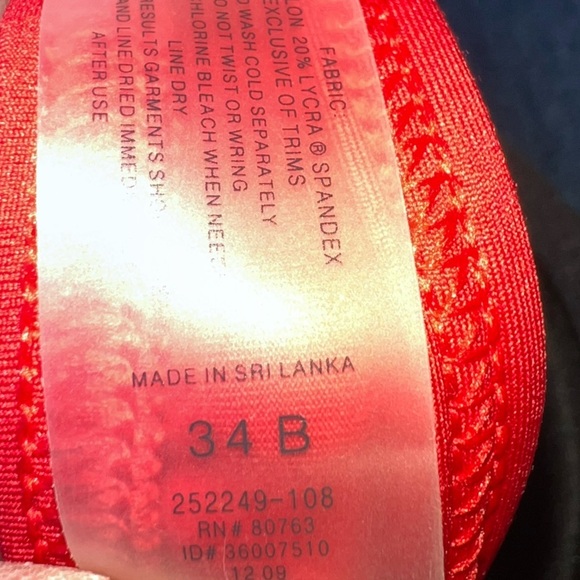 FABRIC:
LON 20% LYCRA ® SPANDEX
EXCLUSIVE OF TRIMS
WASH COLD SEPARATELY
O NOT TWIST OR WRING
CHLORINE BLEACH WHEN NEE
LINE DRY
RESULTS GARMENTS SHO
AND LINE DRIED IMMED
AFTER USE
MADE IN SRI LANKA
34 B
252249-108
RN# 80763
ID# 36007510
12 09